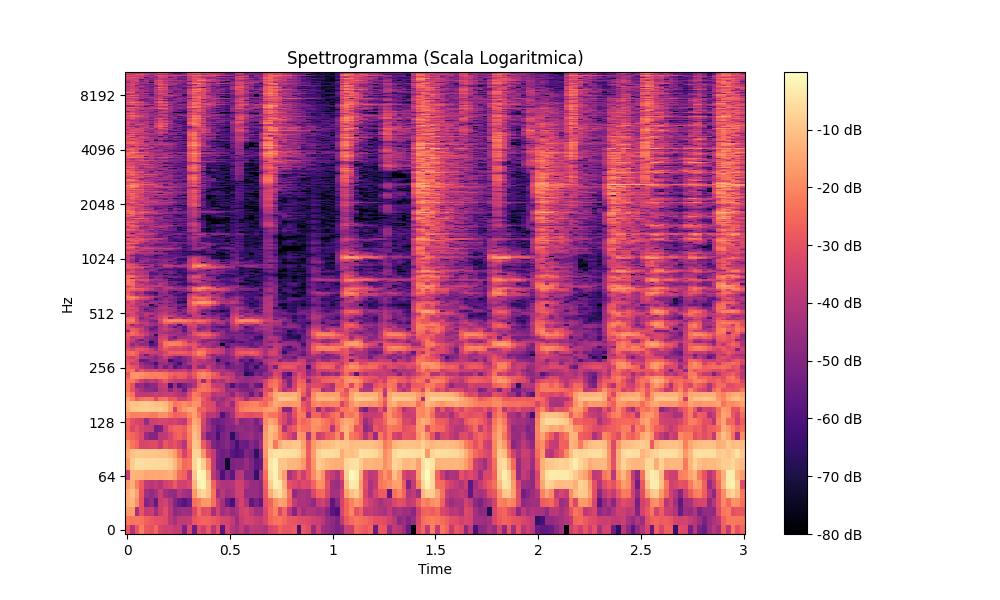 Spettrogramma (Scala Logaritmica)
8192
4096
2048
1024
512
256
128
64
0
Hz
0
0.5
1
1.5
2
2.5
3
Time
-10 dB
-20 dB
-30 dB
-40 dB
-50 dB
-60 dB
-70 dB
-80 dB